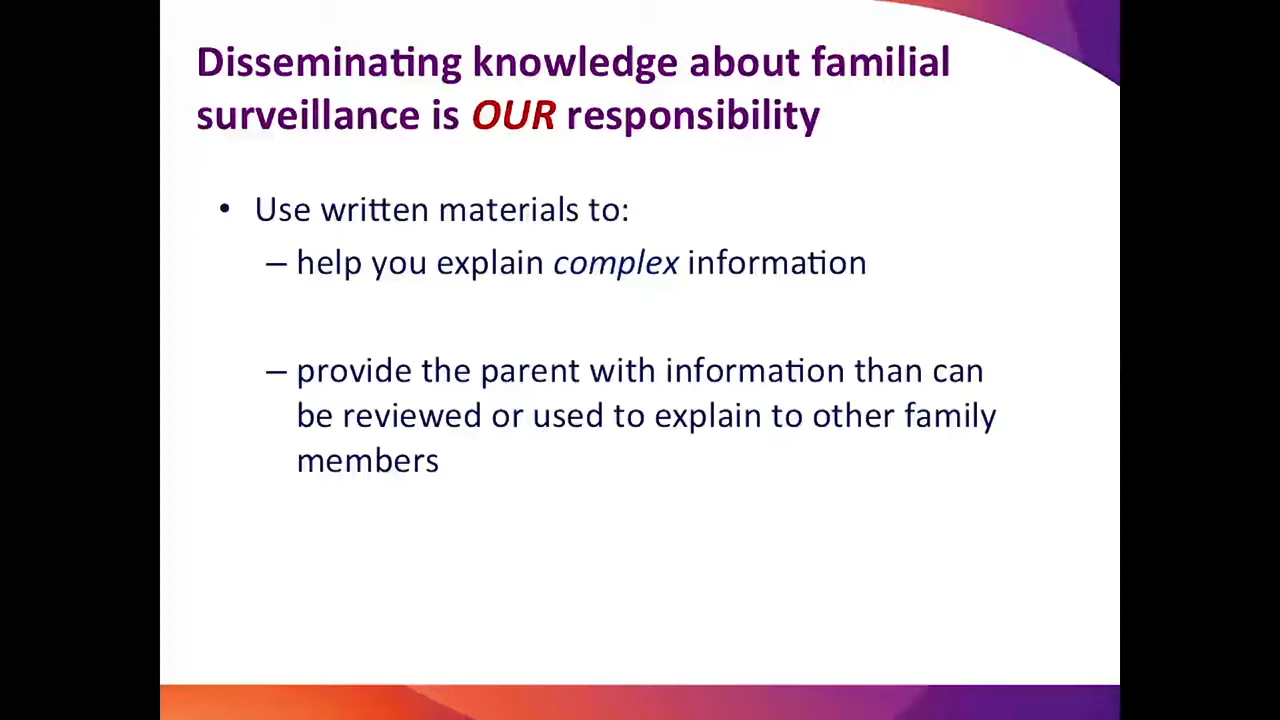 Disseminating knowledge about familial
surveillance is OUR responsibility
• Use written materials to:
– help you explain complex information
– provide the parent with information than can
be reviewed or used to explain to other family
members